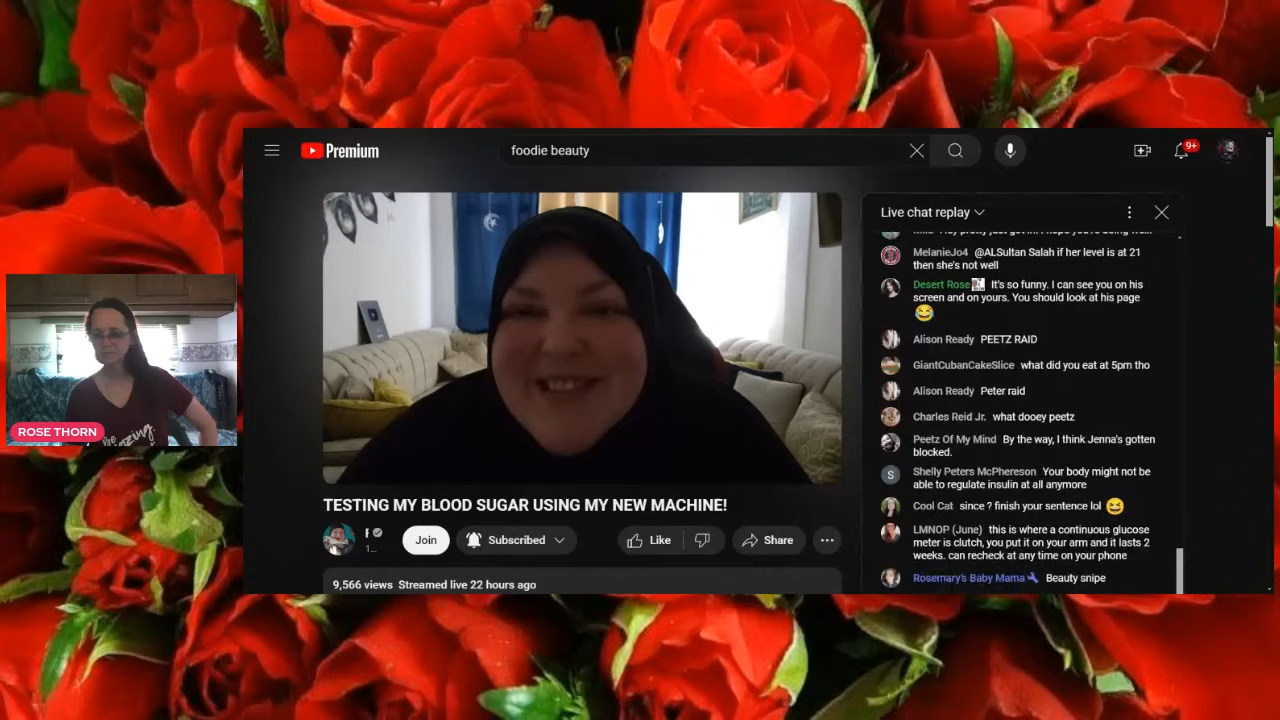 Premium
foodie beauty
9+
Live chat replay
MelanieJo4 @ALSultan Salah if her level is at 21
then she's not well
Desert Rose It's so funny. I can see you on his
screen and on yours. You should look at his page
😂
Alison Ready PEETZ RAID
GiantCubanCakeSlice what did you eat at 5pm tho
Alison Ready Peter raid
Charles Reid Jr. what dooey peetz
Peetz Of My Mind By the way, I think Jenna's gotten
blocked.
S Shelly Peters McPhereson Your body might not be
able to regulate insulin at all anymore
Cool Cat since ? finish your sentence lol 😆
LMNOP (June) this is where a continuous glucose
meter is clutch, you put it on your arm and it lasts 2
weeks. can recheck at any time on your phone
Rosemary's Baby Mama Beauty snipe
ROSE THORN
TESTING MY BLOOD SUGAR USING MY NEW MACHINE!
F
1...
Join
Subscribed
Like
Share
9,566 views Streamed live 22 hours ago